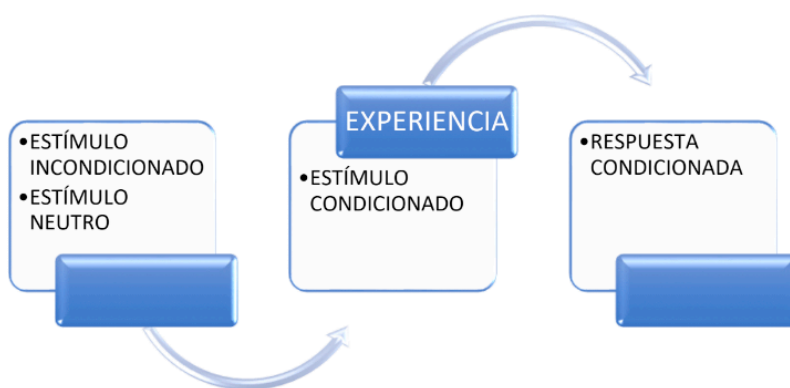 •ESTÍMULO
INCONDICIONADO
•ESTÍMULO
NEUTRO
EXPERIENCIA
•ESTÍMULO
CONDICIONADO
•RESPUESTA
CONDICIONADA